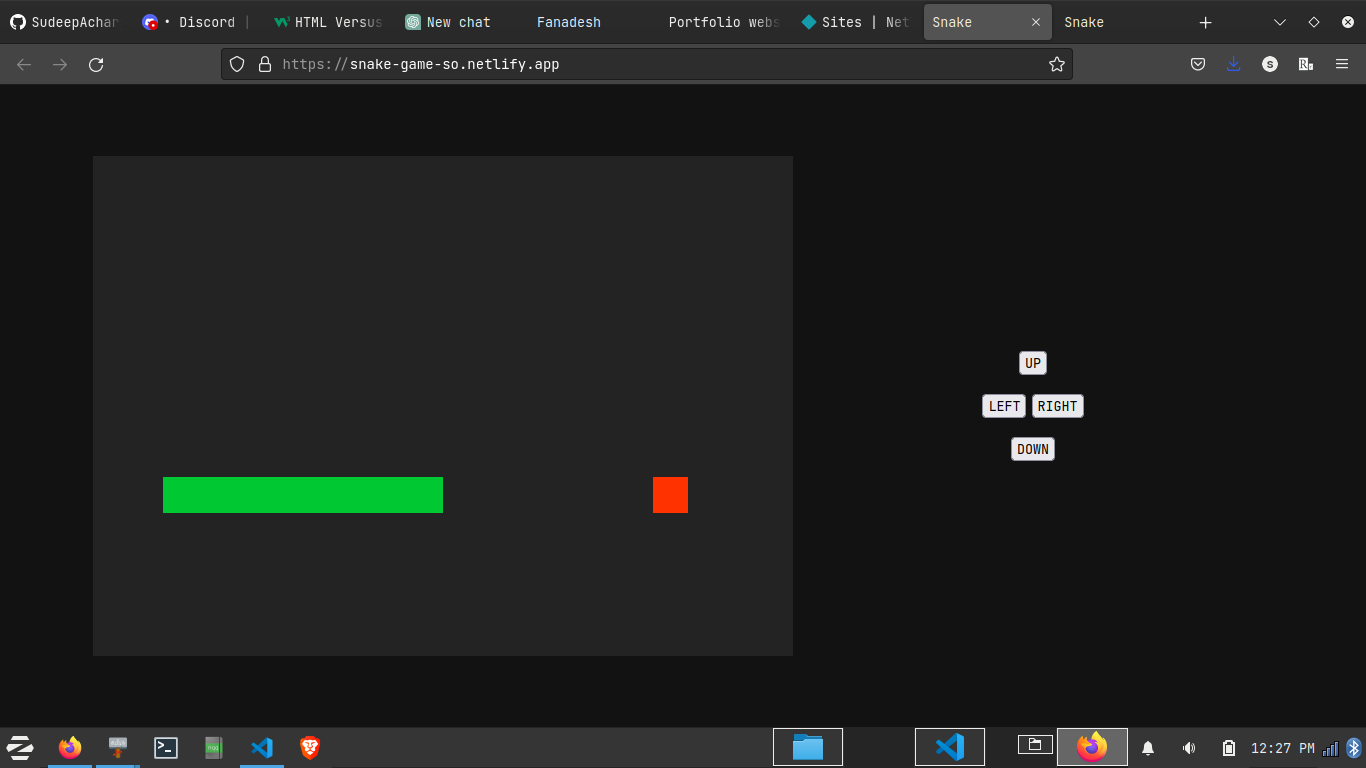 SudeepAchar
• Discord |
HTML Versus
New chat
Fanadesh
Portfolio webs
Sites | Net
Snake
Snake
https://snake-game-so.netlify.app
S
UP
LEFT RIGHT
DOWN
12:27 PM